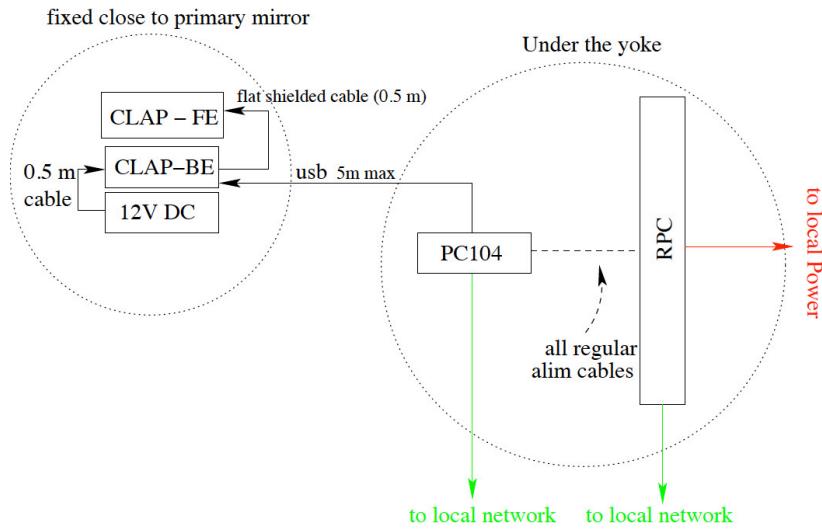 fixed close to primary mirror
Under the yoke
flat shielded cable (0.5 m)
CLAP – FE
CLAP–BE
0.5 m
cable
12V DC
usb 5m max
PC104
RPC
to local Power
all regular
alim cables
to local network
to local network